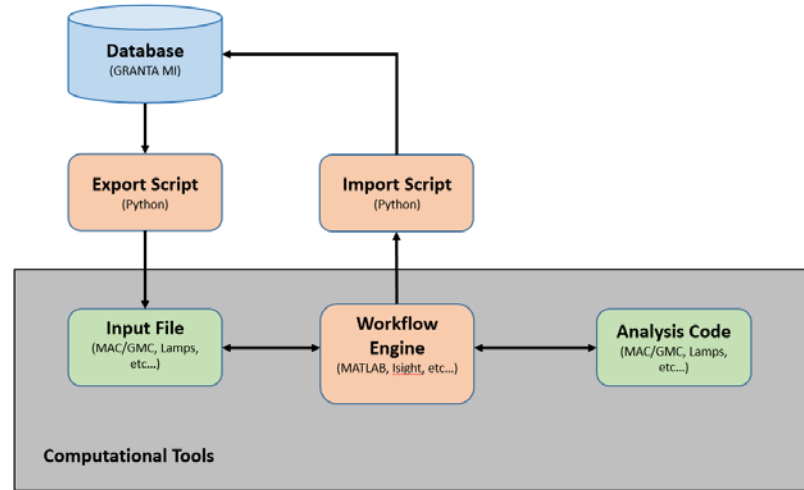 Database
(GRANTA MI)
Export Script
(Python)
Import Script
(Python)
Input File
(MAC/GMC, Lamps,
etc...)
Workflow
Engine
(MATLAB, Isight, etc...)
Analysis Code
(MAC/GMC, Lamps,
etc...)
Computational Tools